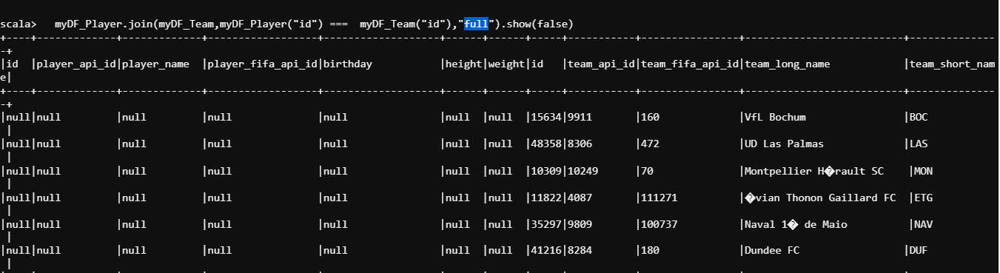 scala>   myDF_Player.join(myDF_Team,myDF_Player("id") ===  myDF_Team("id"),"full").show(false)
+----+-------------+-------------+------------------+-------------------+------+------+-----+-----------+----------------+--------------------------+--------------
-+
|id  |player_api_id|player_name  |player_fifa_api_id|birthday           |height|weight|id   |team_api_id|team_fifa_api_id|team_long_name            |team_short_nam
e|
+----+-------------+-------------+------------------+-------------------+------+------+-----+-----------+----------------+--------------------------+--------------
-+
|null|null         |null         |null              |null               |null  |null  |15634|9911       |160             |VfL Bochum                |BOC
 |
|null|null         |null         |null              |null               |null  |null  |48358|8306       |472             |UD Las Palmas             |LAS
 |
|null|null         |null         |null              |null               |null  |null  |10309|10249      |70              |Montpellier H�rault SC    |MON
 |
|null|null         |null         |null              |null               |null  |null  |11822|4087       |111271          |�vian Thonon Gaillard FC  |ETG
 |
|null|null         |null         |null              |null               |null  |null  |35297|9809       |100737          |Naval 1� de Maio          |NAV
 |
|null|null         |null         |null              |null               |null  |null  |41216|8284       |180             |Dundee FC                 |DUF
 |